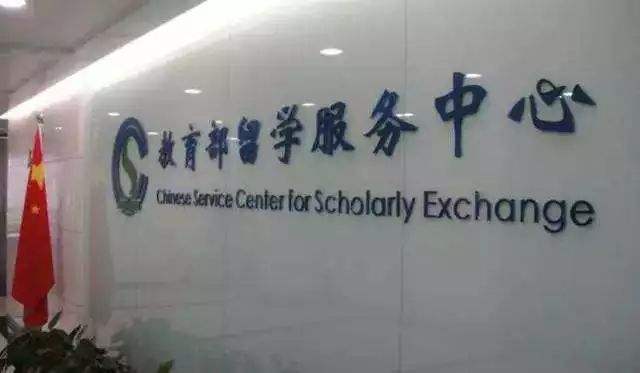 教育部留学服务中心
Chinese Service Center for Scholarly Exchange